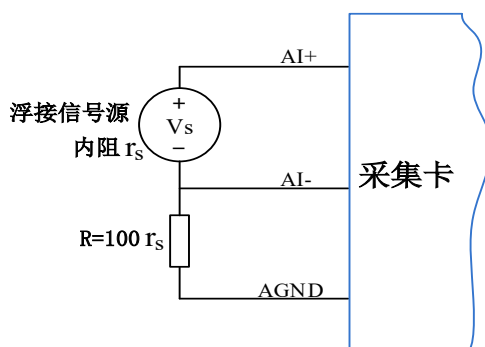 AI+
浮接信号源
+
Vs
−
内阻 rs
AI-
采集卡
R=100 rs
AGND